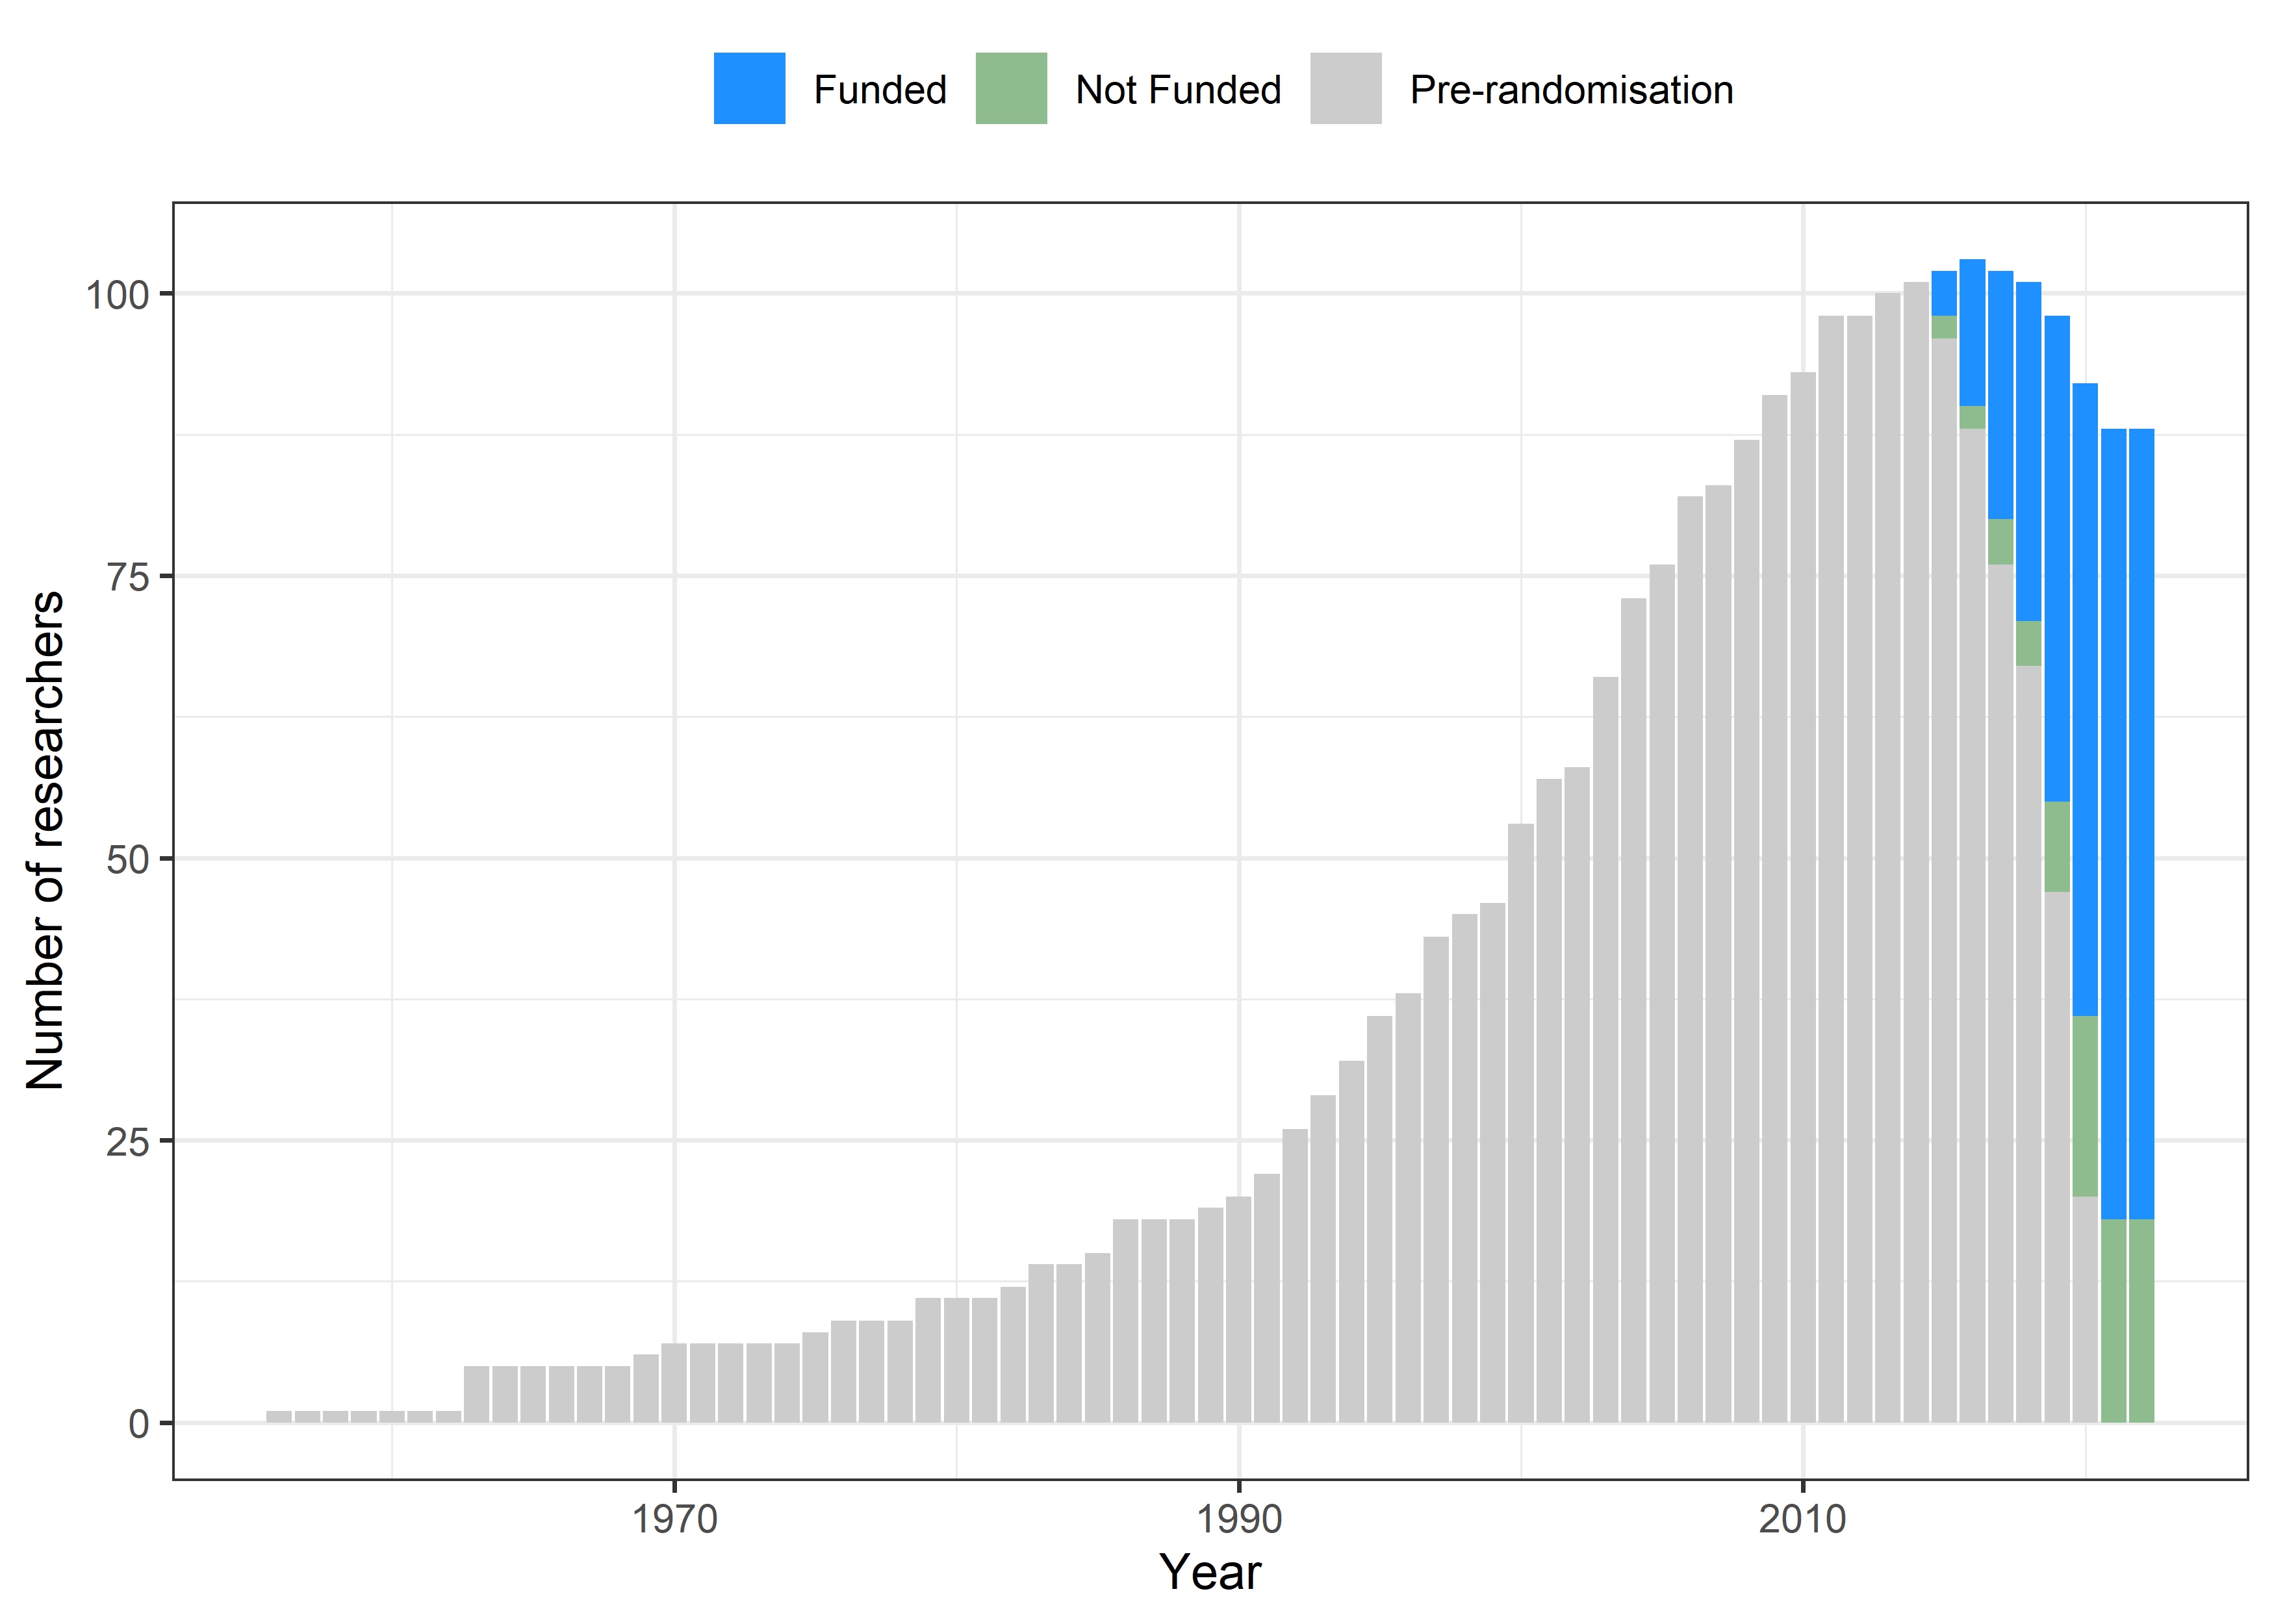 Funded Not Funded Pre-randomisation
100
75
50
25
0
Number of researchers
1970 1990 2010
Year